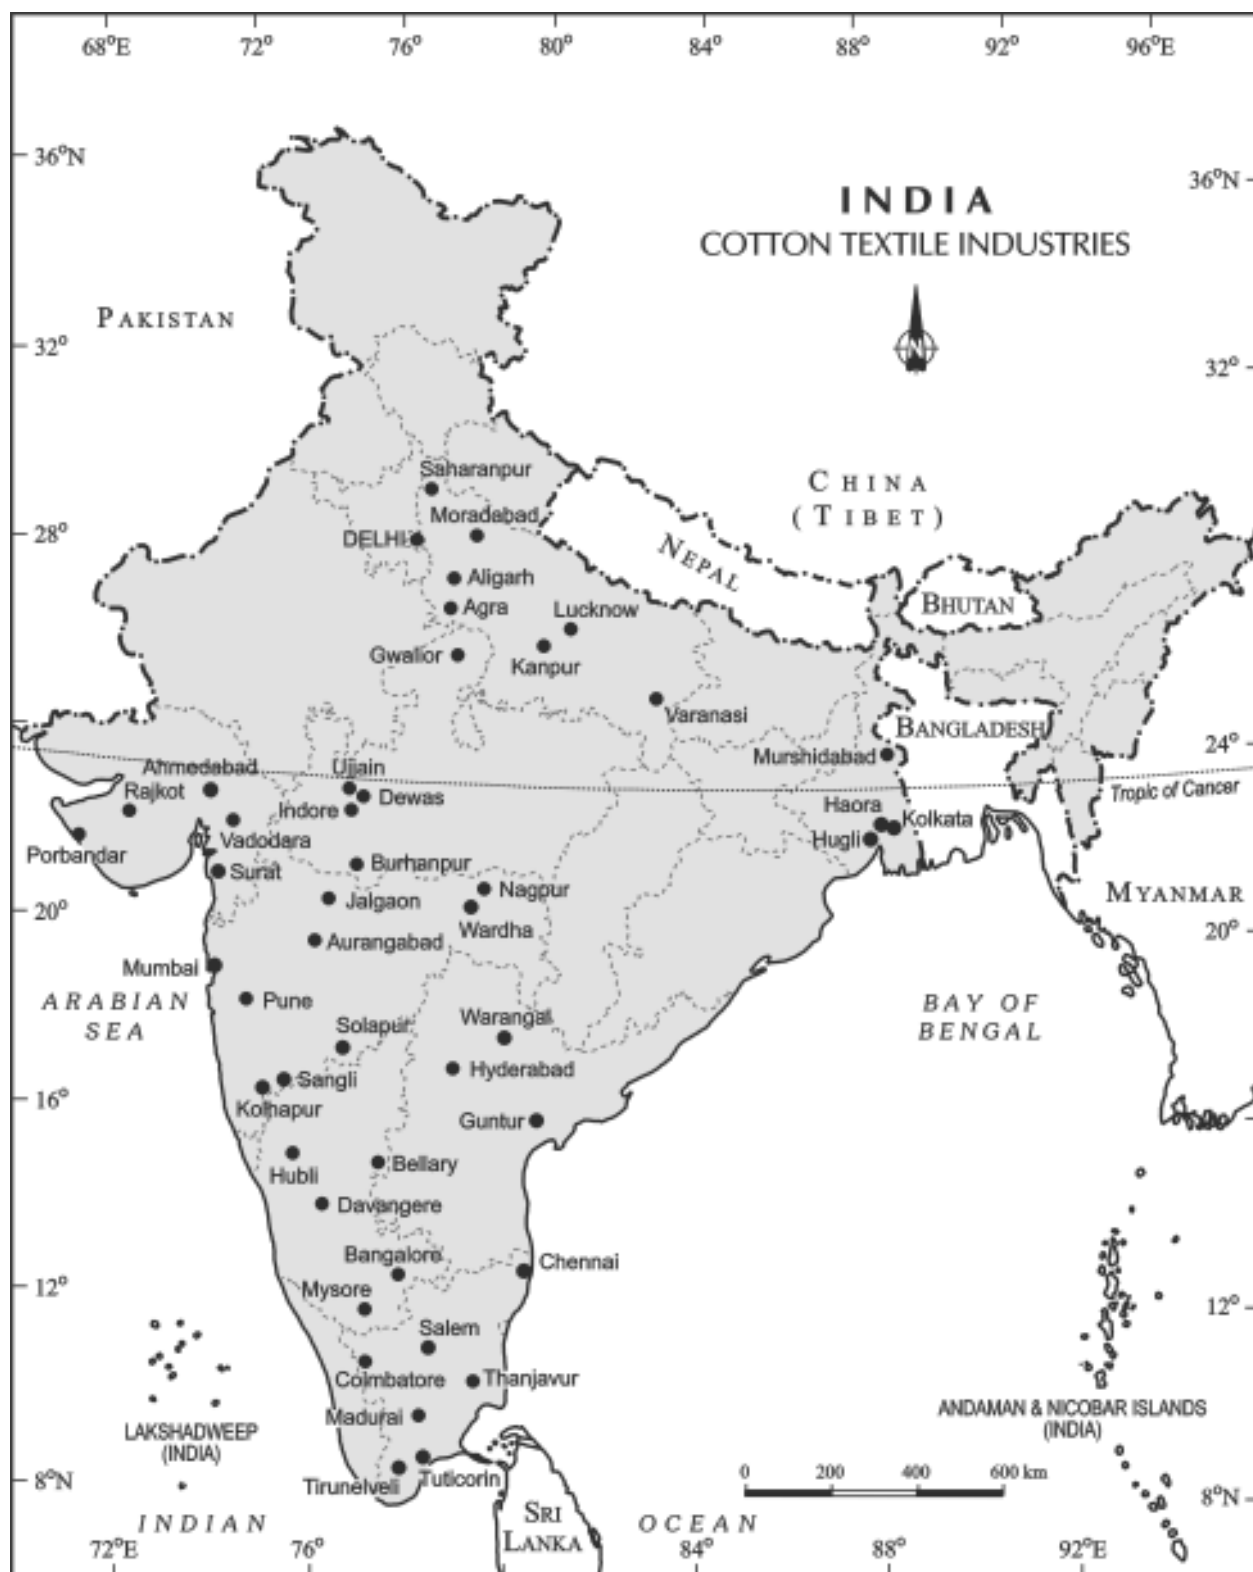 68°E 72° 76° 80° 84° 88° 92° 96°E
36°N
36°N
INDIA
COTTON TEXTILE INDUSTRIES
PAKISTAN
N
32°
32°
Saharanpur
CHINA
(TIBET)
Moradabad
28°
DELHI
28°
NEPAL
Aligarh
Agra
Lucknow
BHUTAN
Gwalior
Kanpur
Varanasi
BANGLADESH
Murshidabad
24°
Ahmedabad
Ujjain
Tropic of Cancer
Rajkot
Indore
Dewas
Haora
Kolkata
Porbandar
Vadodara
Hugli
Surat
Burhanpur
Nagpur
Jalgaon
MYANMAR
20°
Wardha
20°
Aurangabad
Mumbai
ARABIAN
SEA
Pune
BAY OF
BENGAL
Solapur
Warangal
Sangli
Hyderabad
16°
Kolhapur
Guntur
Hubli
Bellary
Davangere
Bangalore
Chennai
12°
Mysore
12°
Salem
Coimbatore
Thanjavur
Madurai
LAKSHADWEEP
(INDIA)
ANDAMAN & NICOBAR ISLANDS
(INDIA)
8°N
Tirunelveli
Tuticorin
0 200 400 600 km
8°N
INDIAN
SRI
LANKA
OCEAN
72°E 76° 84° 88° 92°E